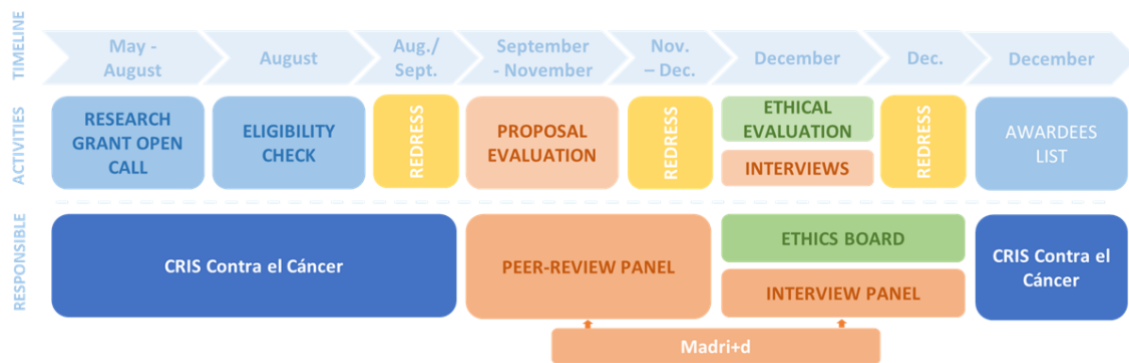 TIMELINE
May -
August
August
Aug./
Sept.
September
- November
Nov.
– Dec.
December
Dec.
December
ACTIVITIES
RESEARCH
GRANT OPEN
CALL
ELIGIBILITY
CHECK
REDRESS
PROPOSAL
EVALUATION
REDRESS
ETHICAL
EVALUATION
INTERVIEWS
REDRESS
AWARDEES
LIST
RESPONSIBLE
CRIS Contra el Cáncer
PEER-REVIEW PANEL
ETHICS BOARD
INTERVIEW PANEL
CRIS Contra el
Cáncer
Madri+d